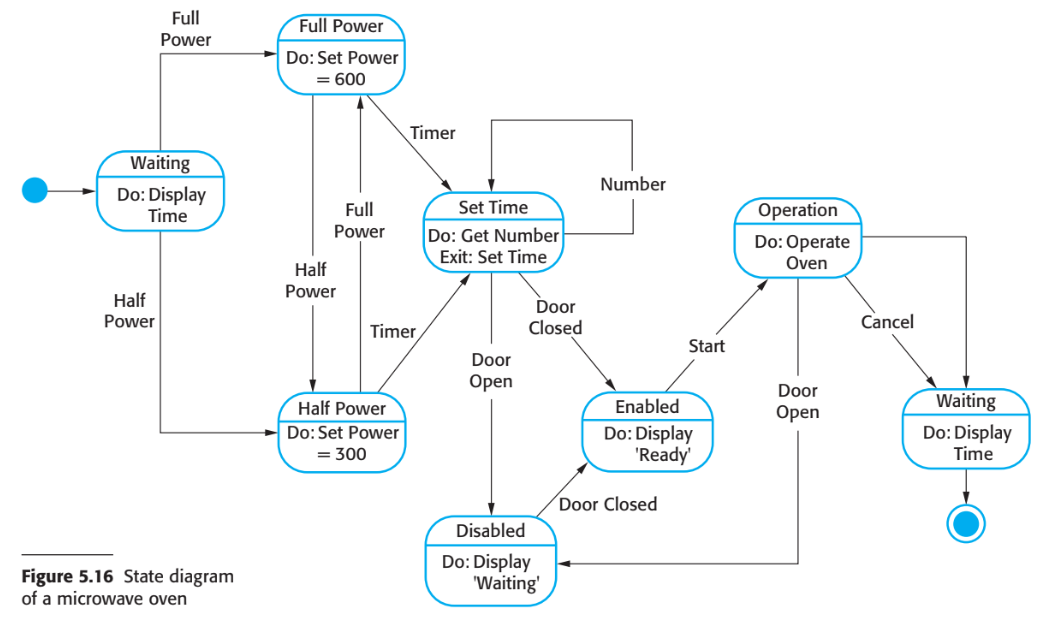 Full
Power
Full Power
Do: Set Power
= 600
Timer
Waiting
Do: Display
Time
Number
Full
Power
Set Time
Do: Get Number
Exit: Set Time
Operation
Do: Operate
Oven
Half
Power
Half
Power
Timer
Door
Closed
Door
Open
Start
Cancel
Door
Open
Half Power
Do: Set Power
= 300
Enabled
Do: Display
'Ready'
Waiting
Do: Display
Time
Door Closed
Disabled
Do: Display
'Waiting'
Figure 5.16 State diagram
of a microwave oven